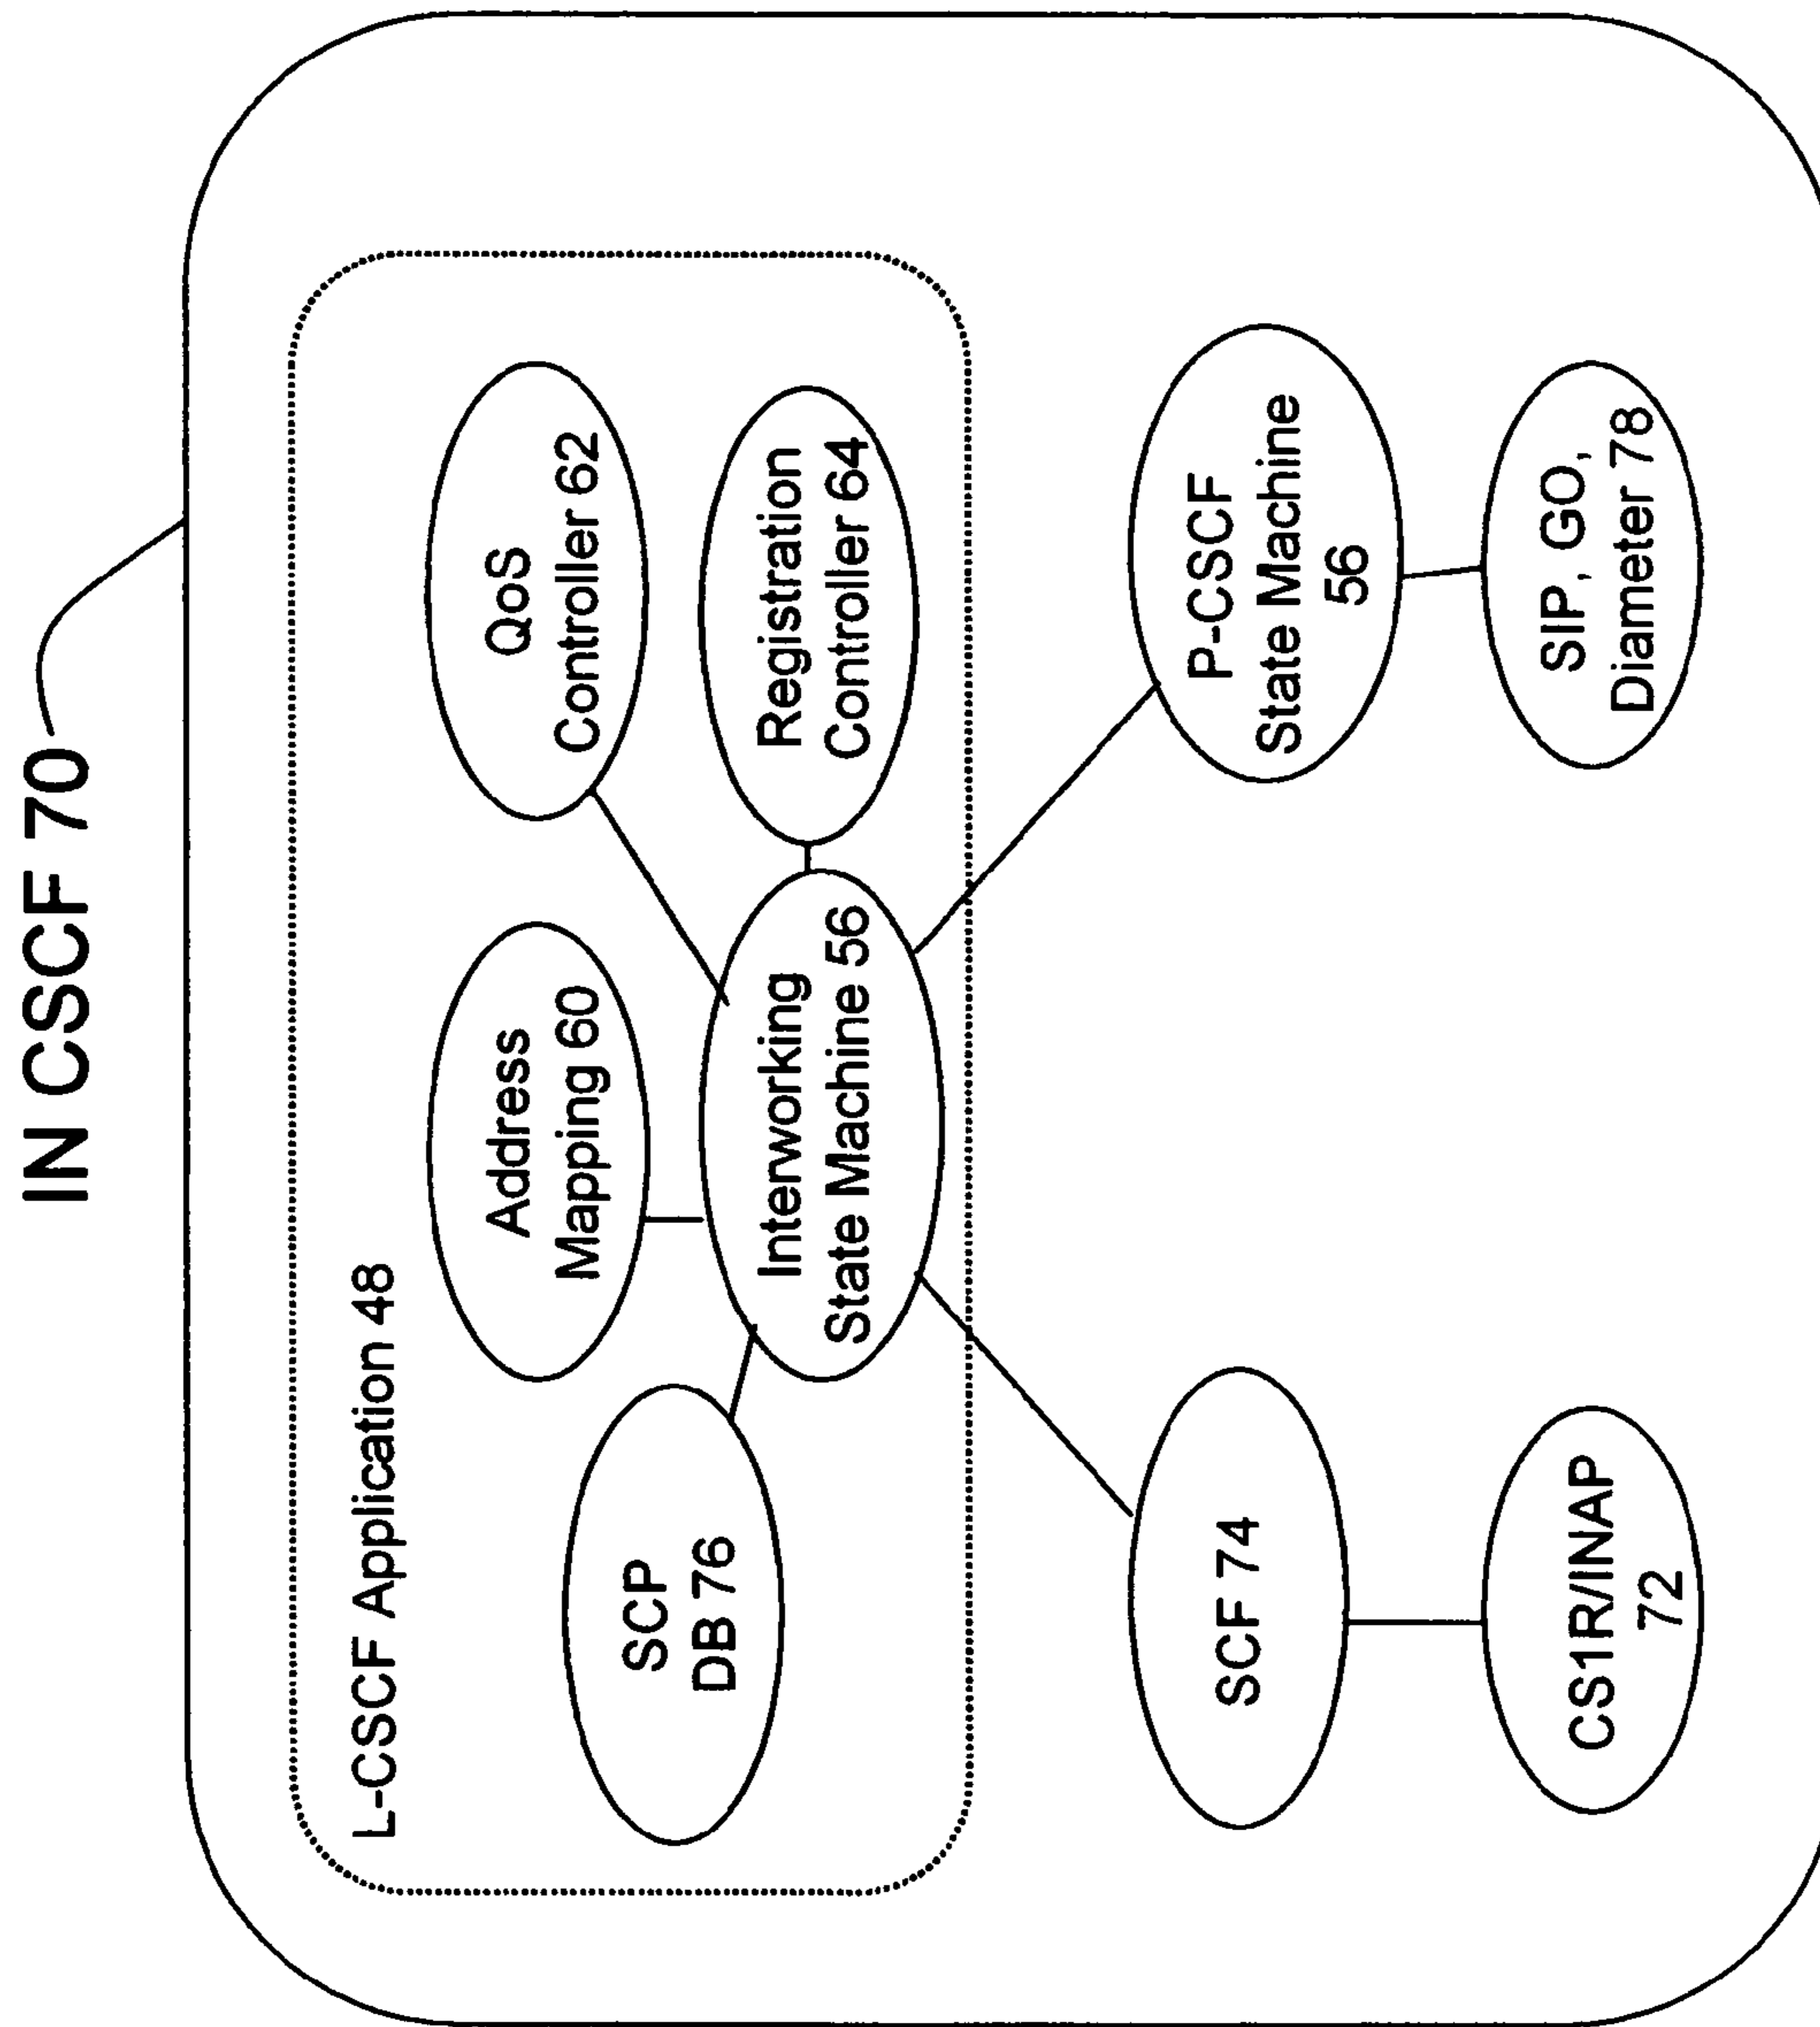 IN CSCF 70
L-CSCF Application 48
SCP
DB 76
Address
Mapping 60
QoS
Controller 62
Interworking
State Machine 56
Registration
Controller 64
SCF 74
P-CSCF
State Machine
56
CS1R/INAP
72
SIP, GO,
Diameter 78